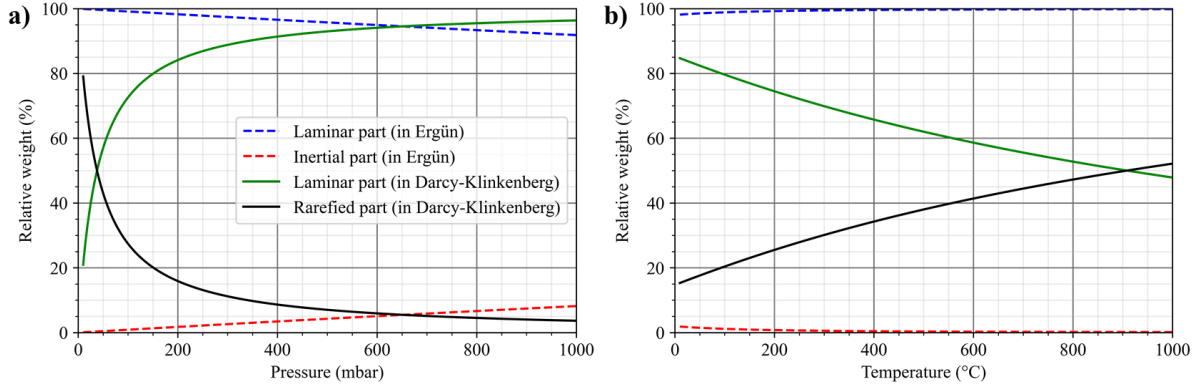 a)
100
80
60
40
20
0
Relative weight (%)
Laminar part (in Ergün)
Inertial part (in Ergün)
Laminar part (in Darcy-Klinkenberg)
Rarefied part (in Darcy-Klinkenberg)
0 200 400 600 800 1000
Pressure (mbar)
b)
100
80
60
40
20
0
Relative weight (%)
0 200 400 600 800 1000
Temperature (°C)